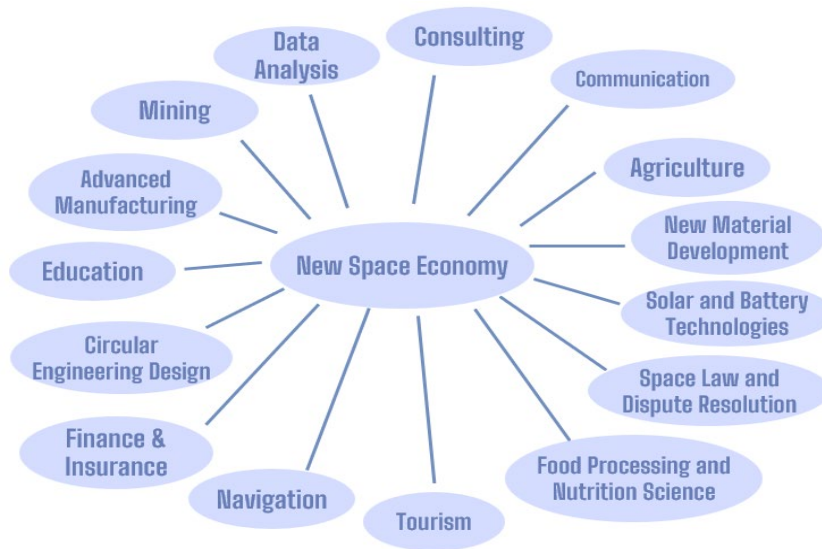 Consulting
Data
Analysis
Communication
Mining
Agriculture
Advanced
Manufacturing
New Material
Development
New Space Economy
Education
Solar and Battery
Technologies
Circular
Engineering Design
Space Law and
Dispute Resolution
Finance &
Insurance
Food Processing and
Nutrition Science
Navigation
Tourism